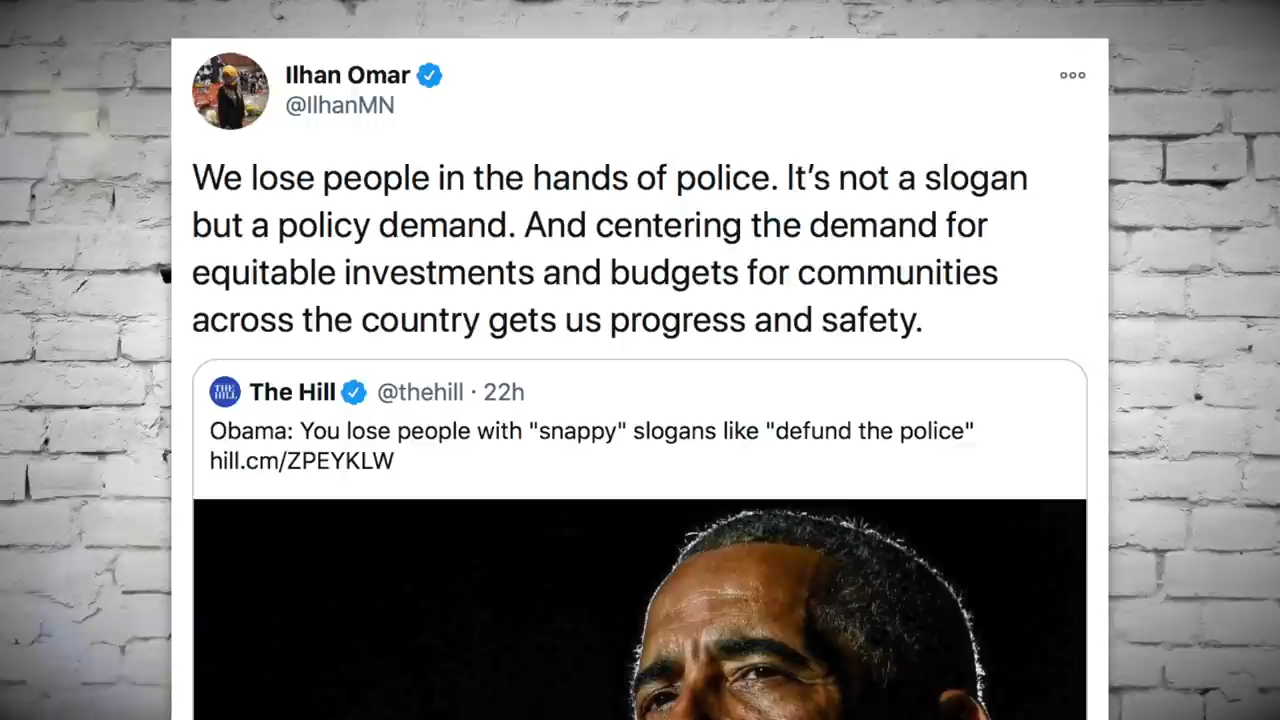 Ilhan Omar
@IlhanMN
We lose people in the hands of police. It’s not a slogan
but a policy demand. And centering the demand for
equitable investments and budgets for communities
across the country gets us progress and safety.
THE
HILL
The Hill @thehill · 22h
Obama: You lose people with "snappy" slogans like "defund the police"
hill.cm/ZPEYKLW